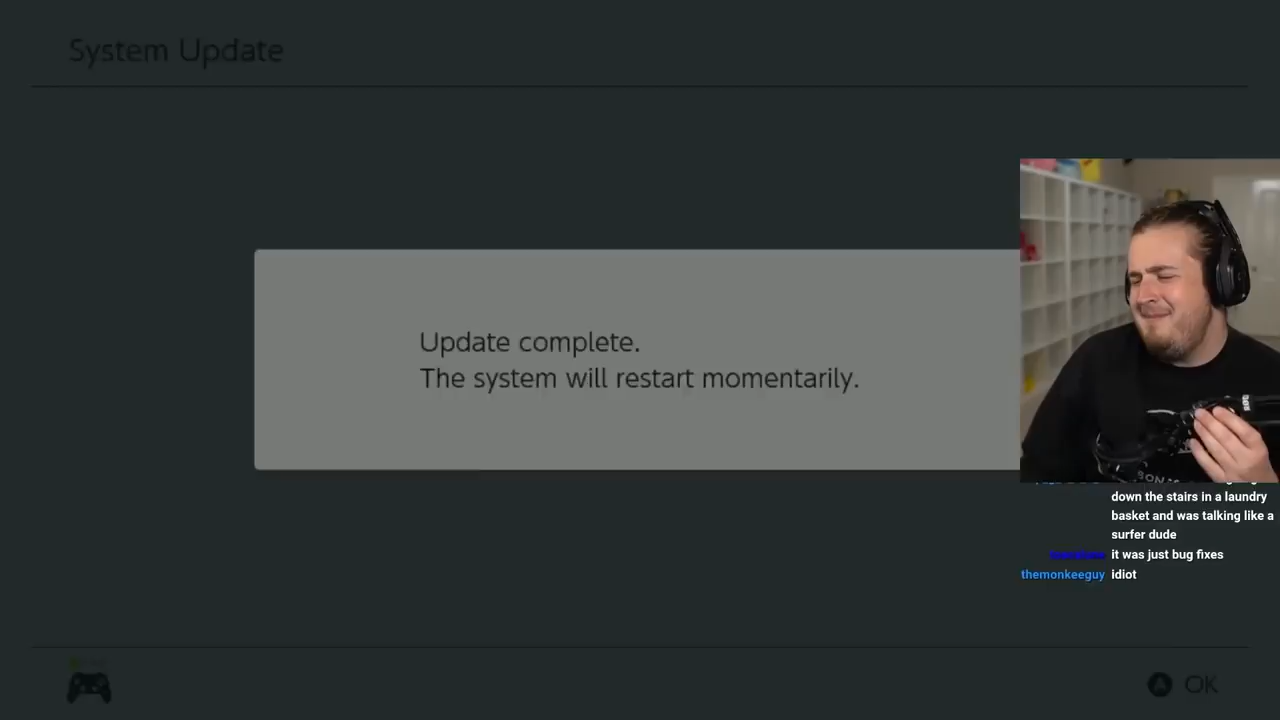 System Update
Update complete.
The system will restart momentarily.
down the stairs in a laundry
basket and was talking like a
surfer dude
it was just bug fixes
themonkeeguy idiot
OK